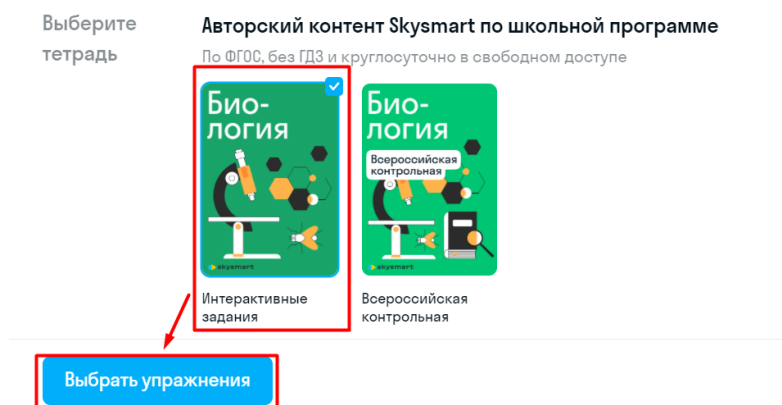 Выберите
тетрадь
Авторский контент Skysmart по школьной программе
По ФГОС, без ГДЗ и круглосуточно в свободном доступе
Био-
логия
skysmart
Био-
логия
Всероссийская
контрольная
skysmart
Интерактивные
задания
Всероссийская
контрольная
Выбрать упражнения